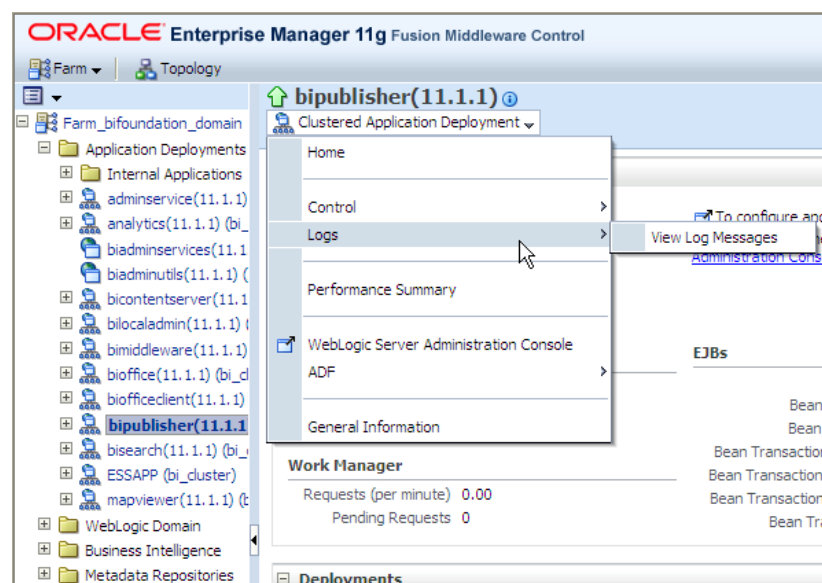 ORACLE Enterprise Manager 11g Fusion Middleware Control
Farm
Topology
Farm_bifoundation_domain
Application Deployments
Internal Applications
adminservice(11.1.1)
analytics(11.1.1) (bi_
biadminservices(11.1
biadminutils(11.1.1) (
bicontentserver(11.1
bilocaladmin(11.1.1) (
bimiddleware(11.1.1)
bioffice(11.1.1) (bi_cl
biofficeclient(11.1.1)
bipublisher(11.1.1
bisearch(11.1.1) (bi_
ESSAPP (bi_cluster)
mapviewer(11.1.1) (b
WebLogic Domain
Business Intelligence
Metadata Repositories
bipublisher(11.1.1)
Clustered Application Deployment
Home
Control
Logs
View Log Messages
Performance Summary
WebLogic Server Administration Console
ADF
General Information
To configure and
Administration Cons
EJBs
Bean
Bean
Bean Transaction
Bean Transaction
Bean Transaction
Bean Tra
Work Manager
Requests (per minute) 0.00
Pending Requests 0
Deployments